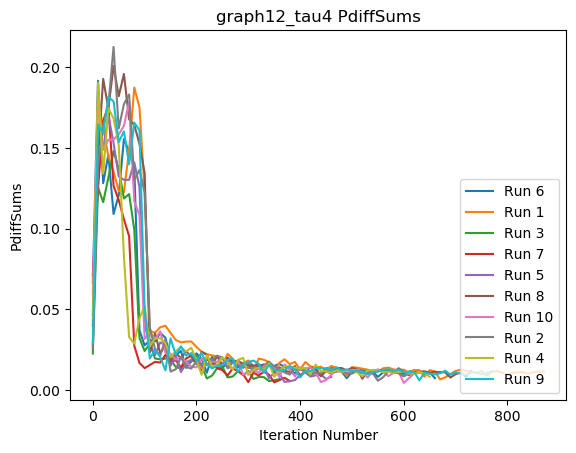 graph12_tau4 PdiffSums
PdiffSums
0.20
0.15
0.10
0.05
0.00
0 200 400 600 800
Iteration Number
Run 6
Run 1
Run 3
Run 7
Run 5
Run 8
Run 10
Run 2
Run 4
Run 9